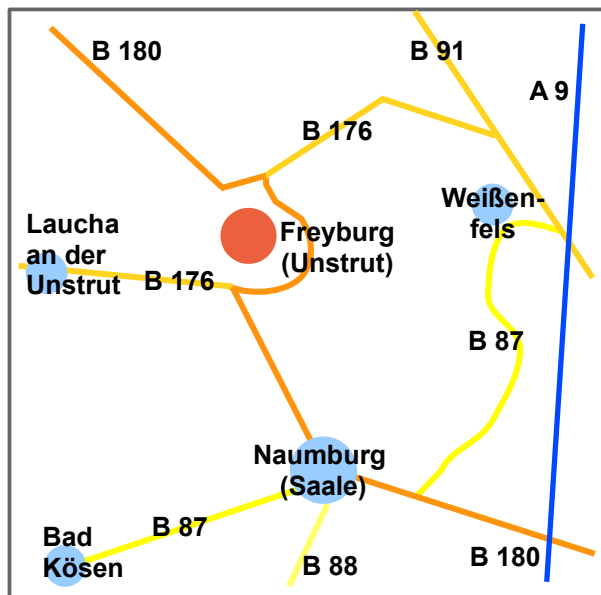 B 180
B 91
A 9
B 176
Weißen-
fels
Laucha
an der
Unstrut
Freyburg
(Unstrut)
B 176
B 87
Naumburg
(Saale)
B 87
Bad
Kösen
B 88
B 180